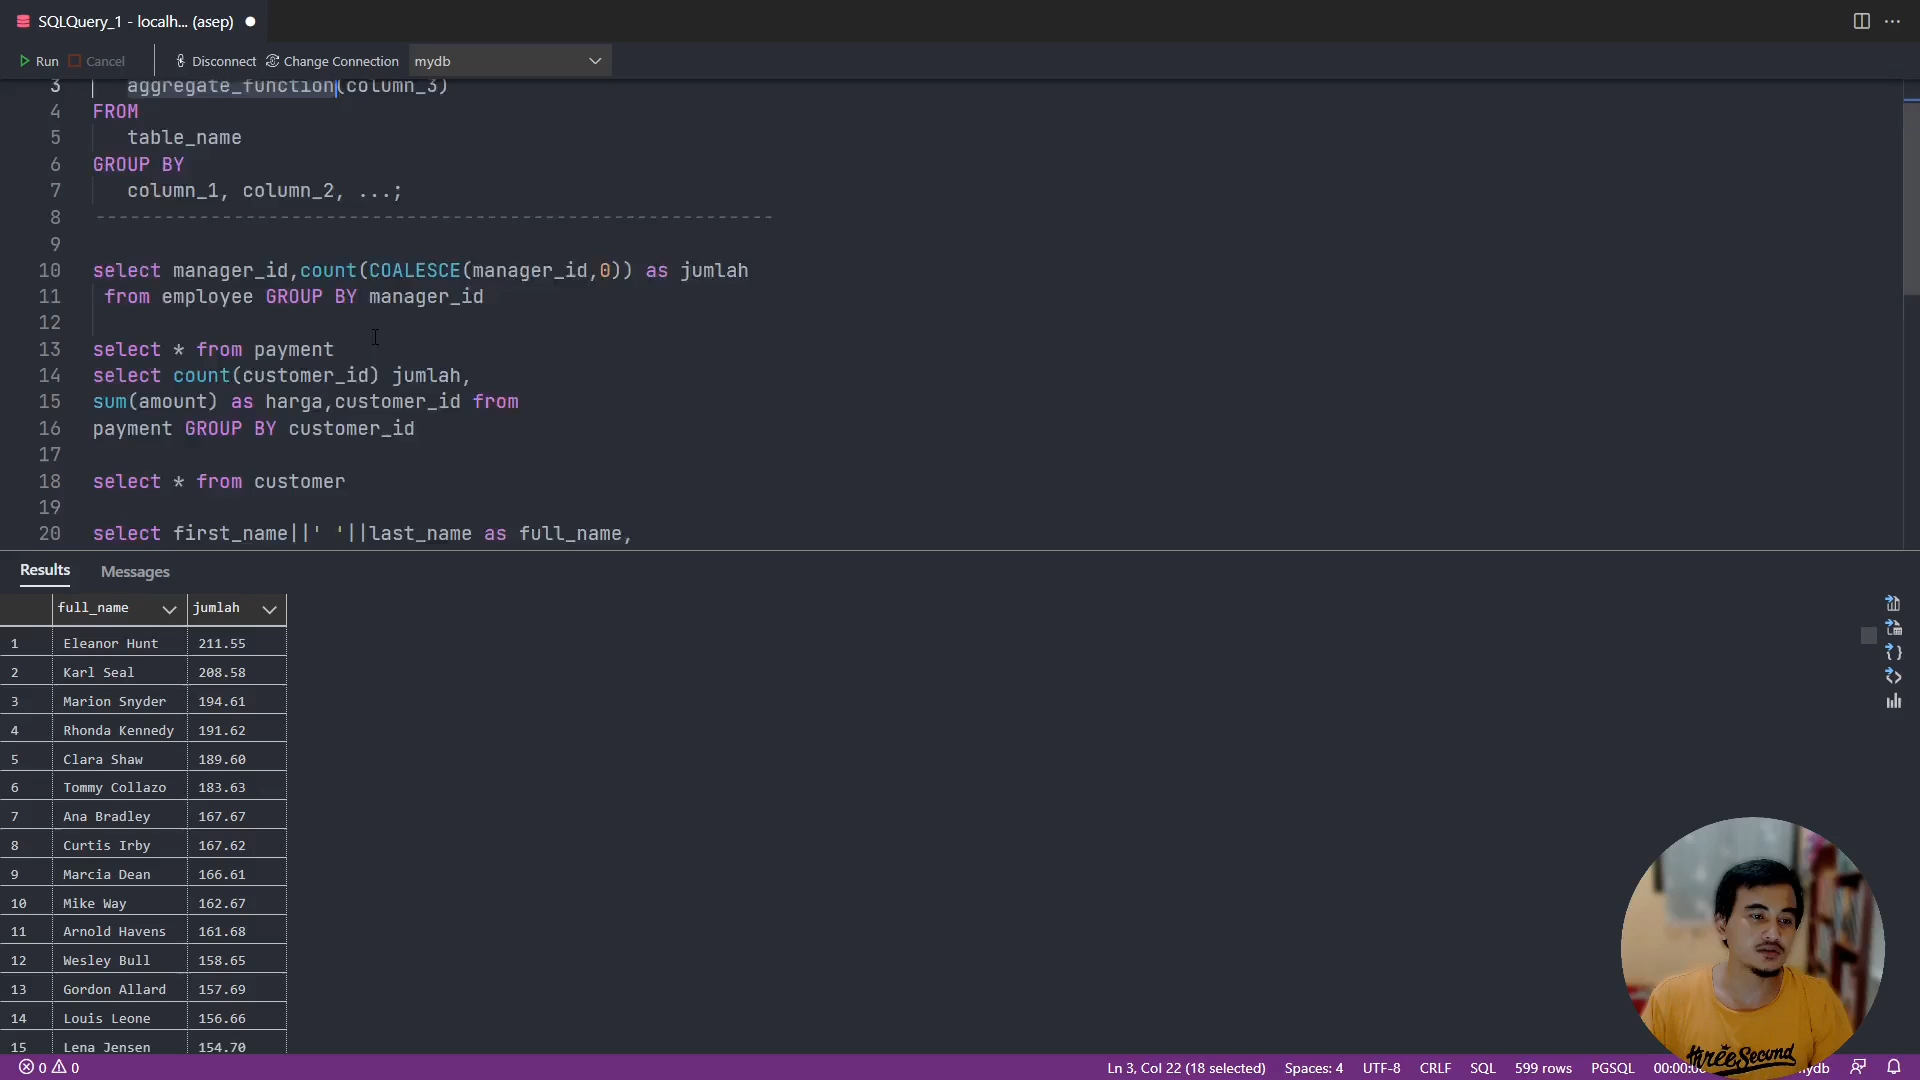 SQLQuery_1 - localh... (asep)
Run Cancel Disconnect Change Connection mydb
3 aggregate_function(column_3)
4 FROM
5 table_name
6 GROUP BY
7 column_1, column_2, ...;
8 -----------------------------------------------------------
9
10 select manager_id,count(COALESCE(manager_id,0)) as jumlah
11 from employee GROUP BY manager_id
12
13 select * from payment
14 select count(customer_id) jumlah,
15 sum(amount) as harga,customer_id from
16 payment GROUP BY customer_id
17
18 select * from customer
19
20 select first_name||' '||last_name as full_name,
Results Messages
full_name jumlah
1 Eleanor Hunt 211.55
2 Karl Seal 208.58
3 Marion Snyder 194.61
4 Rhonda Kennedy 191.62
5 Clara Shaw 189.60
6 Tommy Collazo 183.63
7 Ana Bradley 167.67
8 Curtis Irby 167.62
9 Marcia Dean 166.61
10 Mike Way 162.67
11 Arnold Havens 161.68
12 Wesley Bull 158.65
13 Gordon Allard 157.69
14 Louis Leone 156.66
15 Lena Jensen 154.70
threeSecond
0 0 Ln 3, Col 22 (18 selected) Spaces: 4 UTF-8 CRLF SQL 599 rows PGSQL